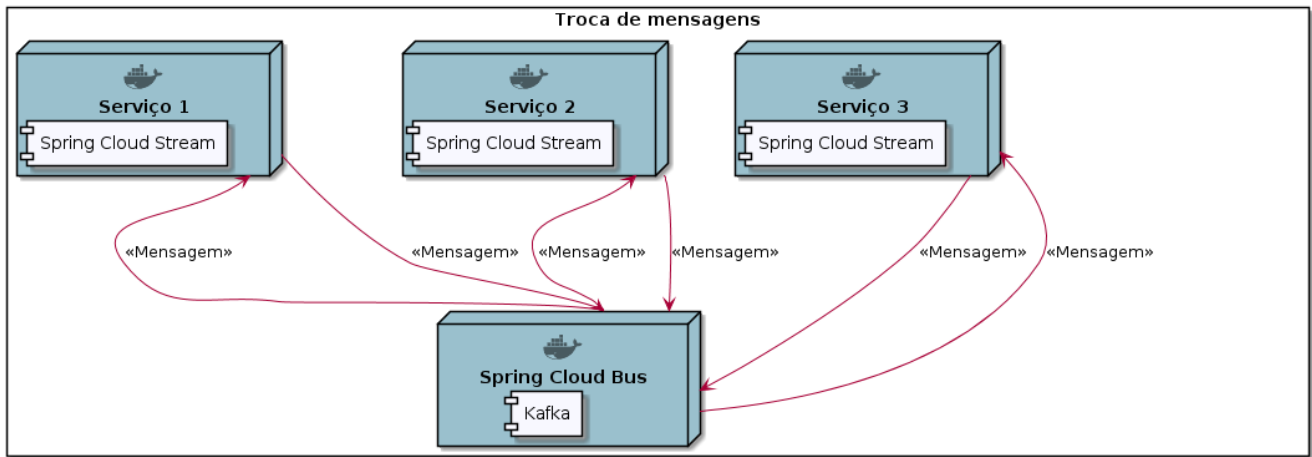 Troca de mensagens
Serviço 1
Spring Cloud Stream
Serviço 2
Spring Cloud Stream
Serviço 3
Spring Cloud Stream
«Mensagem»
«Mensagem»
«Mensagem»
«Mensagem»
«Mensagem»
«Mensagem»
Spring Cloud Bus
Kafka